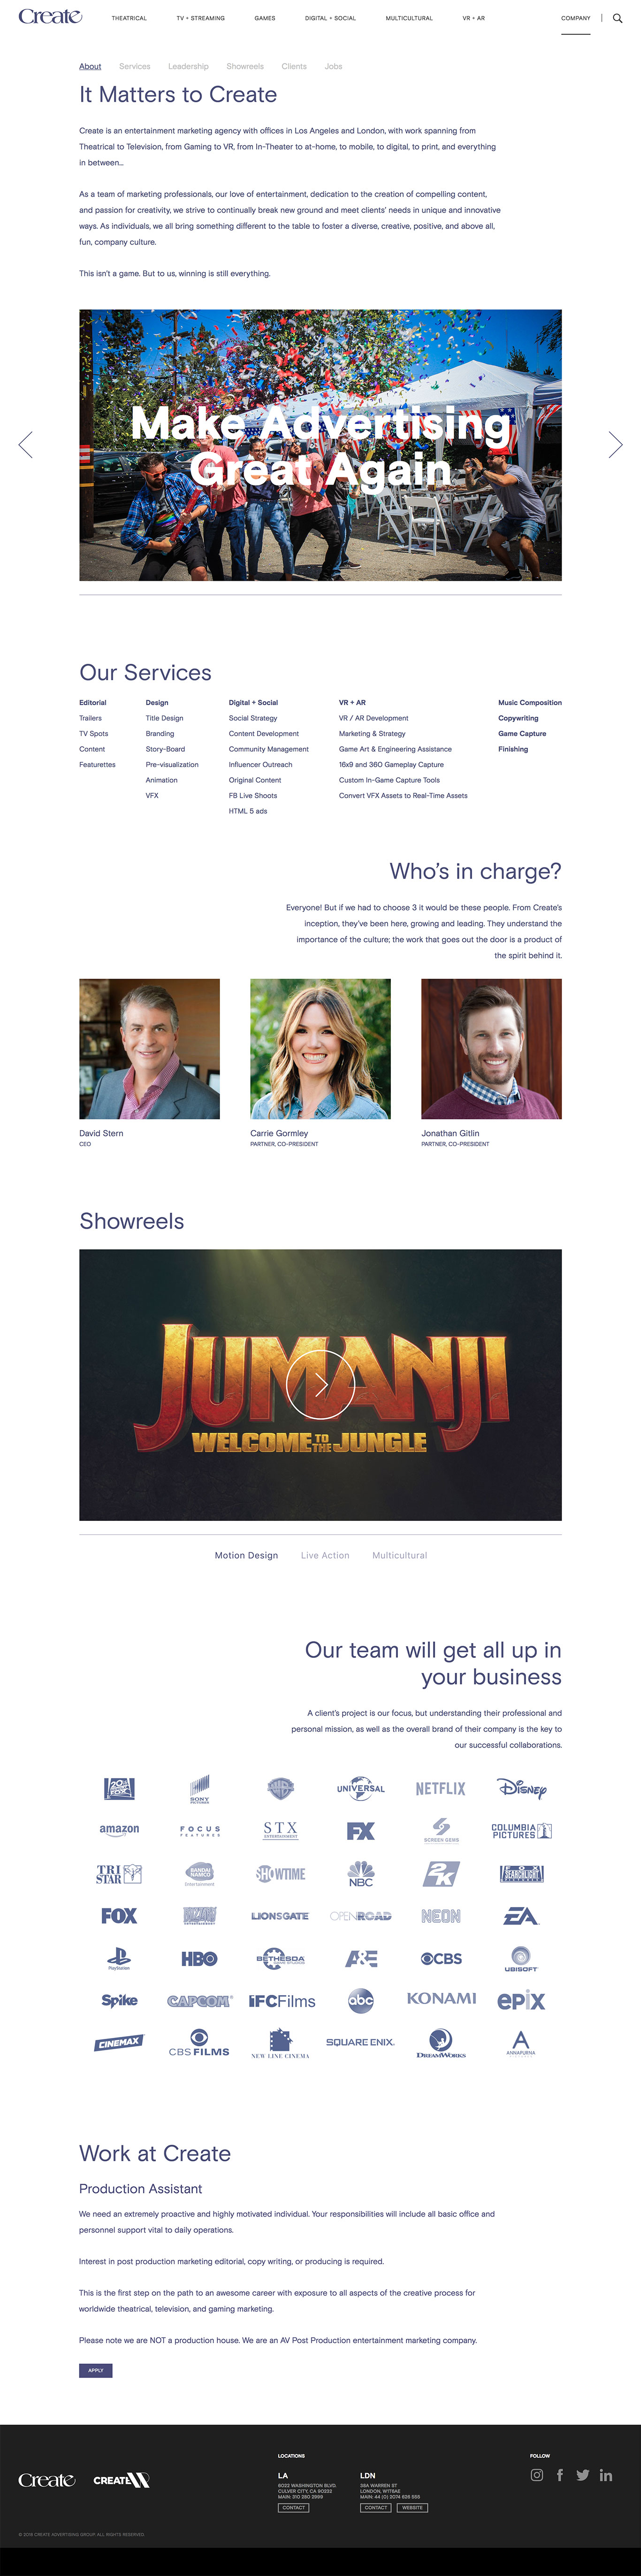 Create
THEATRICAL
TV + STREAMING
GAMES
DIGITAL + SOCIAL
MULTICULTURAL
VR + AR
COMPANY
About
Services
Leadership
Showreels
Clients
Jobs
It Matters to Create
Create is an entertainment marketing agency with offices in Los Angeles and London, with work spanning from
Theatrical to Television, from Gaming to VR, from In-Theater to at-home, to mobile, to digital, to print, and everything
in between...
As a team of marketing professionals, our love of entertainment, dedication to the creation of compelling content,
and passion for creativity, we strive to continually break new ground and meet clients' needs in unique and innovative
ways. As individuals, we all bring something different to the table to foster a diverse, creative, positive, and above all,
fun, company culture.
This isn't a game. But to us, winning is still everything.
Make Advertising
Great Again
Our Services
Editorial
Trailers
TV Spots
Content
Featurettes
Design
Title Design
Branding
Story-Board
Pre-visualization
Animation
VFX
Digital + Social
Social Strategy
Content Development
Community Management
Influencer Outreach
Original Content
FB Live Shoots
HTML 5 ads
VR + AR
VR / AR Development
Marketing & Strategy
Game Art & Engineering Assistance
16x9 and 360 Gameplay Capture
Custom In-Game Capture Tools
Convert VFX Assets to Real-Time Assets
Music Composition
Copywriting
Game Capture
Finishing
Who's in charge?
Everyone! But if we had to choose 3 it would be these people. From Create's
inception, they've been here, growing and leading. They understand the
importance of the culture; the work that goes out the door is a product of
the spirit behind it.
David Stern
CEO
Carrie Gormley
PARTNER, CO-PRESIDENT
Jonathan Gitlin
PARTNER, CO-PRESIDENT
Showreels
JUMANJI
WELCOME TO THE JUNGLE
Motion Design
Live Action
Multicultural
Our team will get all up in
your business
A client's project is our focus, but understanding their professional and
personal mission, as well as the overall brand of their company is the key to
our successful collaborations.
20TH CENTURY FOX
SONY PICTURES
WB
UNIVERSAL
NETFLIX
Disney
amazon
FOCUS FEATURES
STX ENTERTAINMENT
FX
SCREEN GEMS
COLUMBIA PICTURES
TRI STAR
BANDAI NAMCO Entertainment
SHOWTIME
NBC
2K
SEARCHLIGHT PICTURES
FOX
BLIZZARD ENTERTAINMENT
LIONSGATE
OPEN ROAD
NEON
EA
PlayStation
HBO
BETHESDA GAME STUDIOS
A&E
CBS
UBISOFT
Spike
CAPCOM
IFCFilms
abc
KONAMI
epix
CINEMAX
CBS FILMS
NEW LINE CINEMA
SQUARE ENIX.
DREAMWORKS
ANNAPURNA
Work at Create
Production Assistant
We need an extremely proactive and highly motivated individual. Your responsibilities will include all basic office and
personnel support vital to daily operations.
Interest in post production marketing editorial, copy writing, or producing is required.
This is the first step on the path to an awesome career with exposure to all aspects of the creative process for
worldwide theatrical, television, and gaming marketing.
Please note we are NOT a production house. We are an AV Post Production entertainment marketing company.
APPLY
LOCATIONS
FOLLOW
Create
CREATE
LA
6022 WASHINGTON BLVD.
CULVER CITY, CA 90232
MAIN: 310 280 2999
CONTACT
LDN
58A WARREN ST
LONDON, W1T5AE
CONTACT
WEBSITE
© 2018 CREATE ADVERTISING GROUP. ALL RIGHTS RESERVED